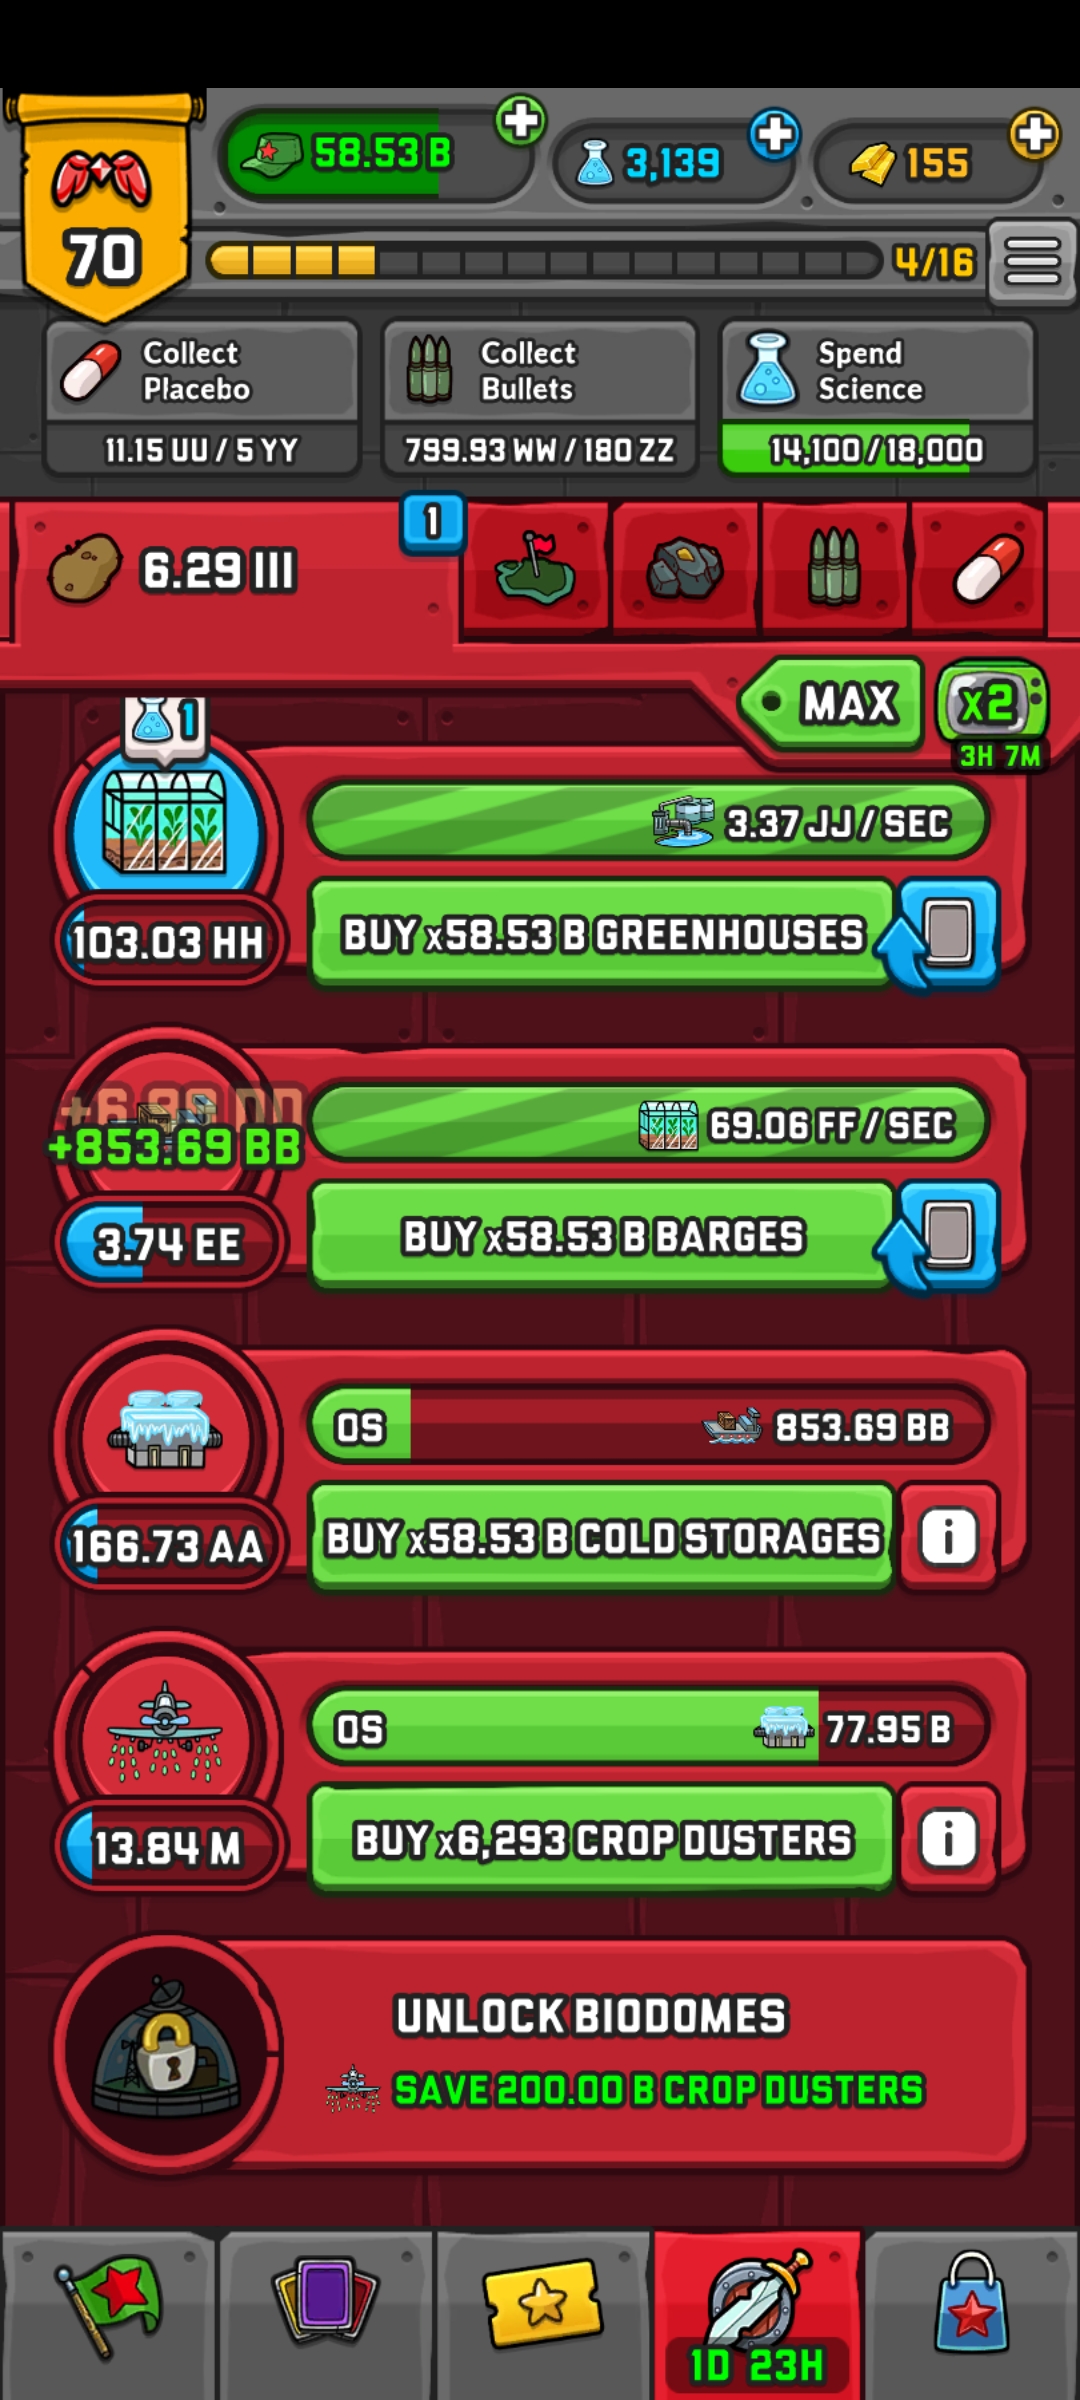 70
58.53 B
3,139
155
4/16
Collect
Placebo
11.15 UU / 5 YY
Collect
Bullets
799.93 WW / 180 ZZ
Spend
Science
14,100 / 18,000
6.29 III
1
MAX
x2
3H 7M
1
3.37 JJ / SEC
103.03 HH
BUY x58.53 B GREENHOUSES
+853.69 BB
69.06 FF / SEC
3.74 EE
BUY x58.53 B BARGES
0S
853.69 BB
166.73 AA
BUY x58.53 B COLD STORAGES
i
0S
77.95 B
13.84 M
BUY x6,293 CROP DUSTERS
i
UNLOCK BIODOMES
SAVE 200.00 B CROP DUSTERS
1D 23H